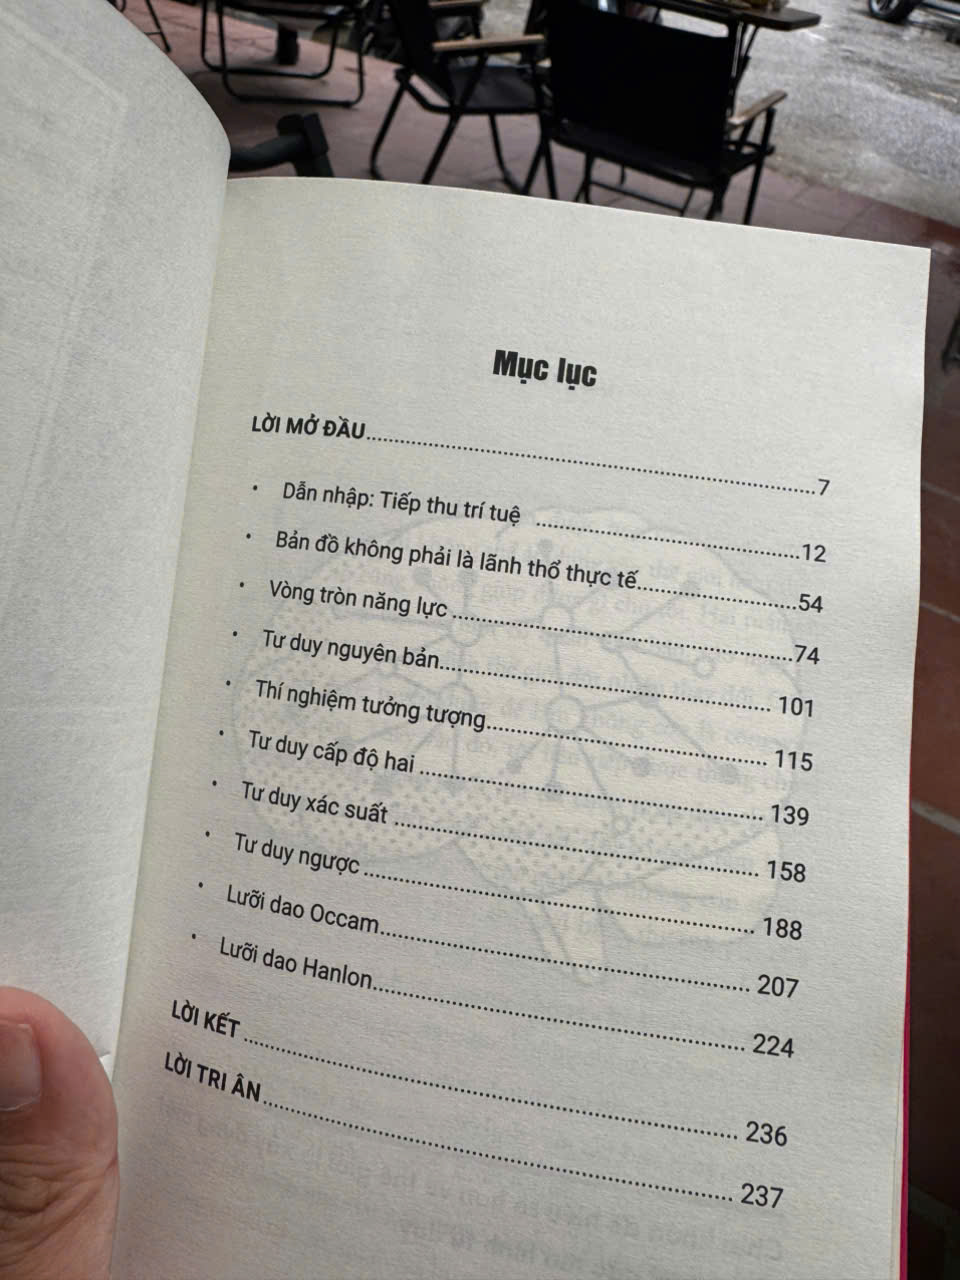 Mục lục
LỜI MỞ ĐẦU........................................7
• Dẫn nhập: Tiếp thu trí tuệ ........................................12
• Bản đồ không phải là lãnh thổ thực tế........................54
• Vòng tròn năng lực ........................................74
• Tư duy nguyên bản........................................ 101
• Thí nghiệm tưởng tượng........................................ 115
• Tư duy cấp độ hai ........................................ 139
• Tư duy xác suất ........................................ 158
• Tư duy ngược ........................................ 188
• Lưỡi dao Occam........................................ 207
• Lưỡi dao Hanlon........................................ 224
LỜI KẾT ........................................ 236
LỜI TRI ÂN ........................................ 237